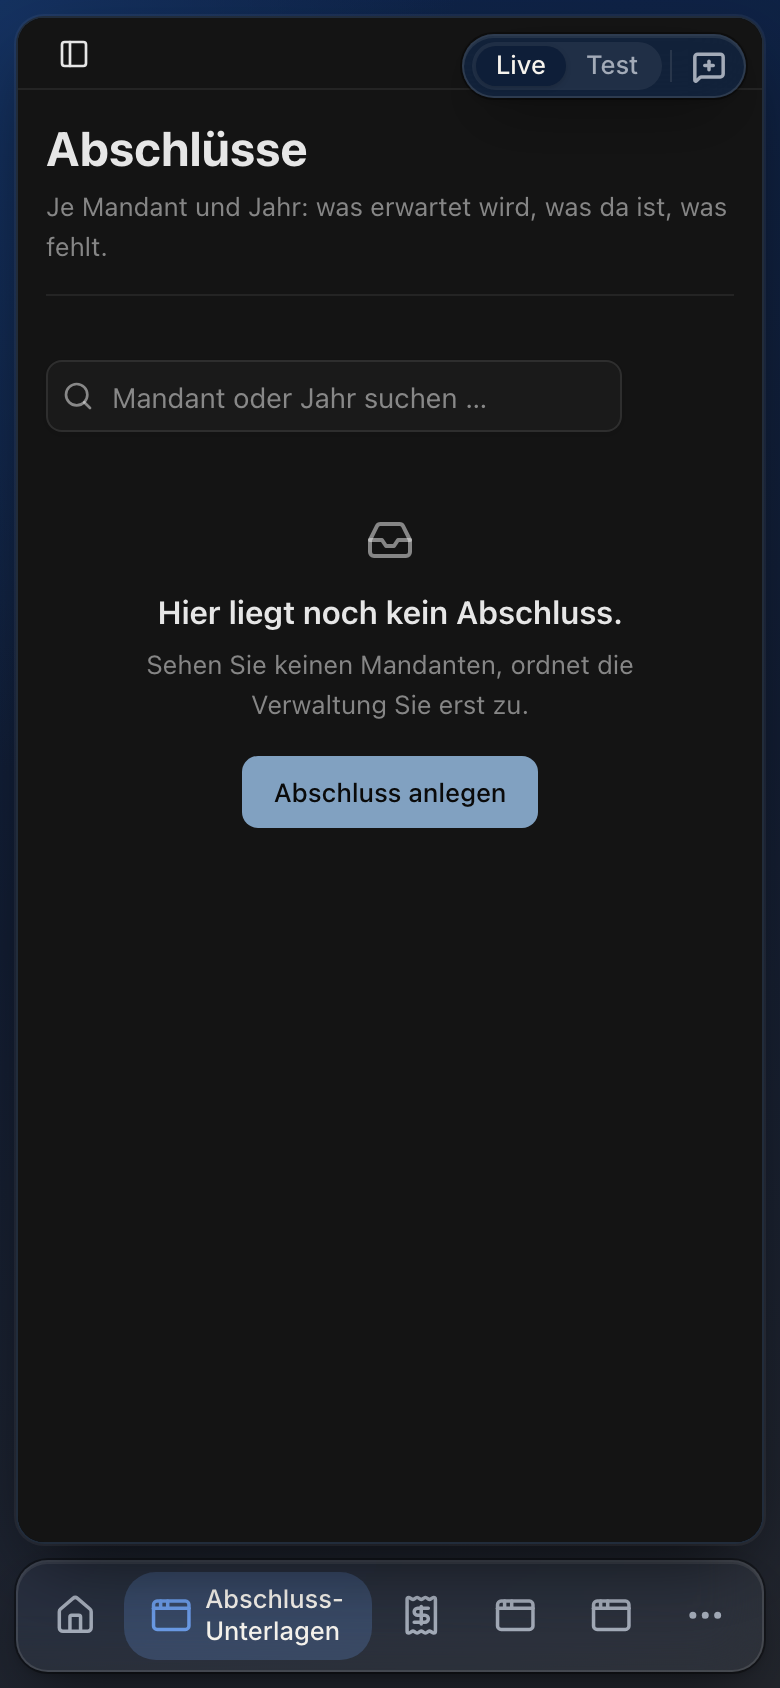 Live Test
Abschlüsse
Je Mandant und Jahr: was erwartet wird, was da ist, was
fehlt.
Mandant oder Jahr suchen ...
Hier liegt noch kein Abschluss.
Sehen Sie keinen Mandanten, ordnet die
Verwaltung Sie erst zu.
Abschluss anlegen
Abschluss-
Unterlagen